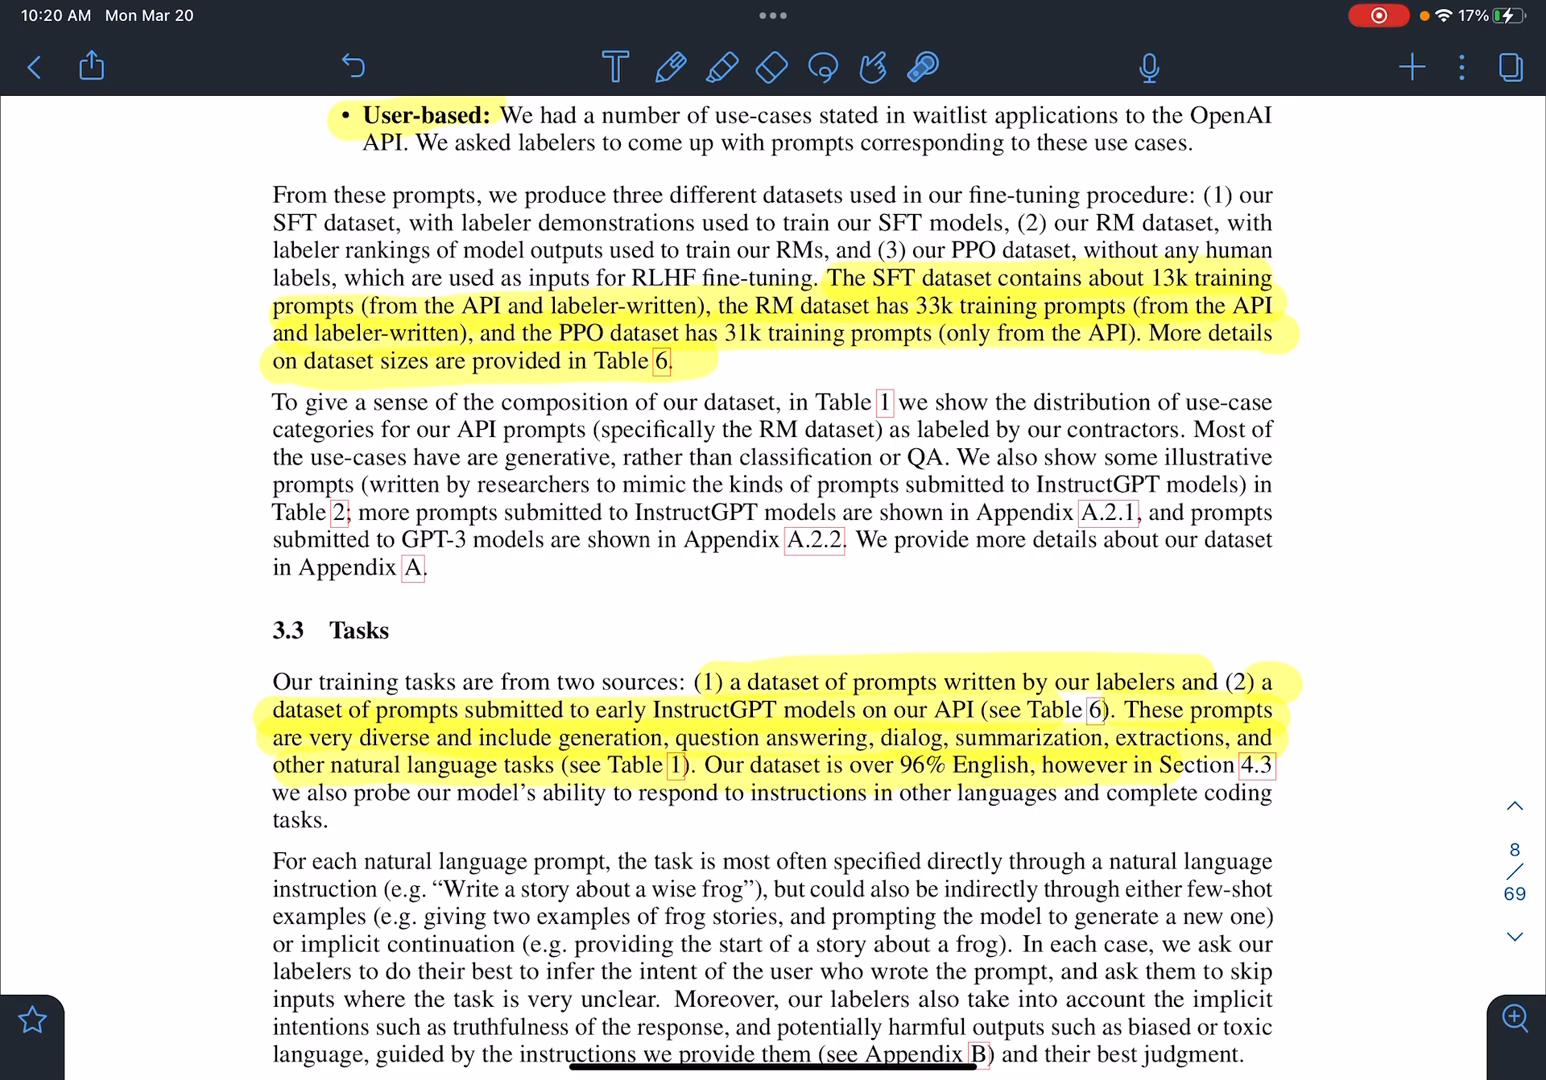 10:20 AM Mon Mar 20
17%
T
• User-based: We had a number of use-cases stated in waitlist applications to the OpenAI
API. We asked labelers to come up with prompts corresponding to these use cases.
From these prompts, we produce three different datasets used in our fine-tuning procedure: (1) our
SFT dataset, with labeler demonstrations used to train our SFT models, (2) our RM dataset, with
labeler rankings of model outputs used to train our RMs, and (3) our PPO dataset, without any human
labels, which are used as inputs for RLHF fine-tuning. The SFT dataset contains about 13k training
prompts (from the API and labeler-written), the RM dataset has 33k training prompts (from the API
and labeler-written), and the PPO dataset has 31k training prompts (only from the API). More details
on dataset sizes are provided in Table 6.
To give a sense of the composition of our dataset, in Table 1 we show the distribution of use-case
categories for our API prompts (specifically the RM dataset) as labeled by our contractors. Most of
the use-cases have are generative, rather than classification or QA. We also show some illustrative
prompts (written by researchers to mimic the kinds of prompts submitted to InstructGPT models) in
Table 2; more prompts submitted to InstructGPT models are shown in Appendix A.2.1, and prompts
submitted to GPT-3 models are shown in Appendix A.2.2. We provide more details about our dataset
in Appendix A.
3.3 Tasks
Our training tasks are from two sources: (1) a dataset of prompts written by our labelers and (2) a
dataset of prompts submitted to early InstructGPT models on our API (see Table 6). These prompts
are very diverse and include generation, question answering, dialog, summarization, extractions, and
other natural language tasks (see Table 1). Our dataset is over 96% English, however in Section 4.3
we also probe our model's ability to respond to instructions in other languages and complete coding
tasks.
For each natural language prompt, the task is most often specified directly through a natural language
instruction (e.g. “Write a story about a wise frog”), but could also be indirectly through either few-shot
examples (e.g. giving two examples of frog stories, and prompting the model to generate a new one)
or implicit continuation (e.g. providing the start of a story about a frog). In each case, we ask our
labelers to do their best to infer the intent of the user who wrote the prompt, and ask them to skip
inputs where the task is very unclear. Moreover, our labelers also take into account the implicit
intentions such as truthfulness of the response, and potentially harmful outputs such as biased or toxic
language, guided by the instructions we provide them (see Appendix B) and their best judgment.
8
/
69